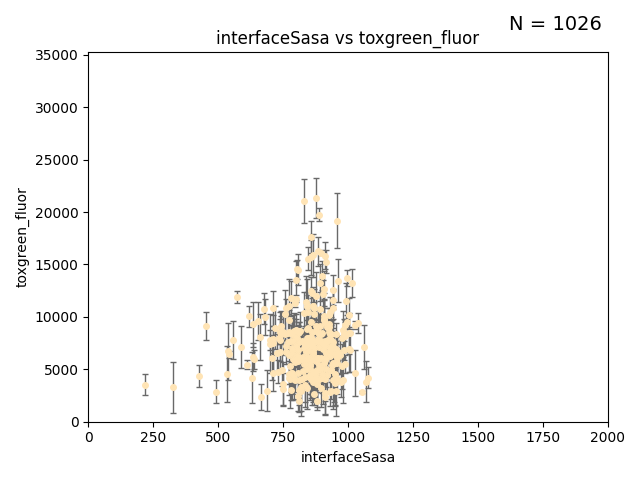 N = 1026
interfaceSasa vs toxgreen_fluor
35000
30000
25000
20000
15000
10000
5000
0
toxgreen_fluor
0 250 500 750 1000 1250 1500 1750 2000
interfaceSasa